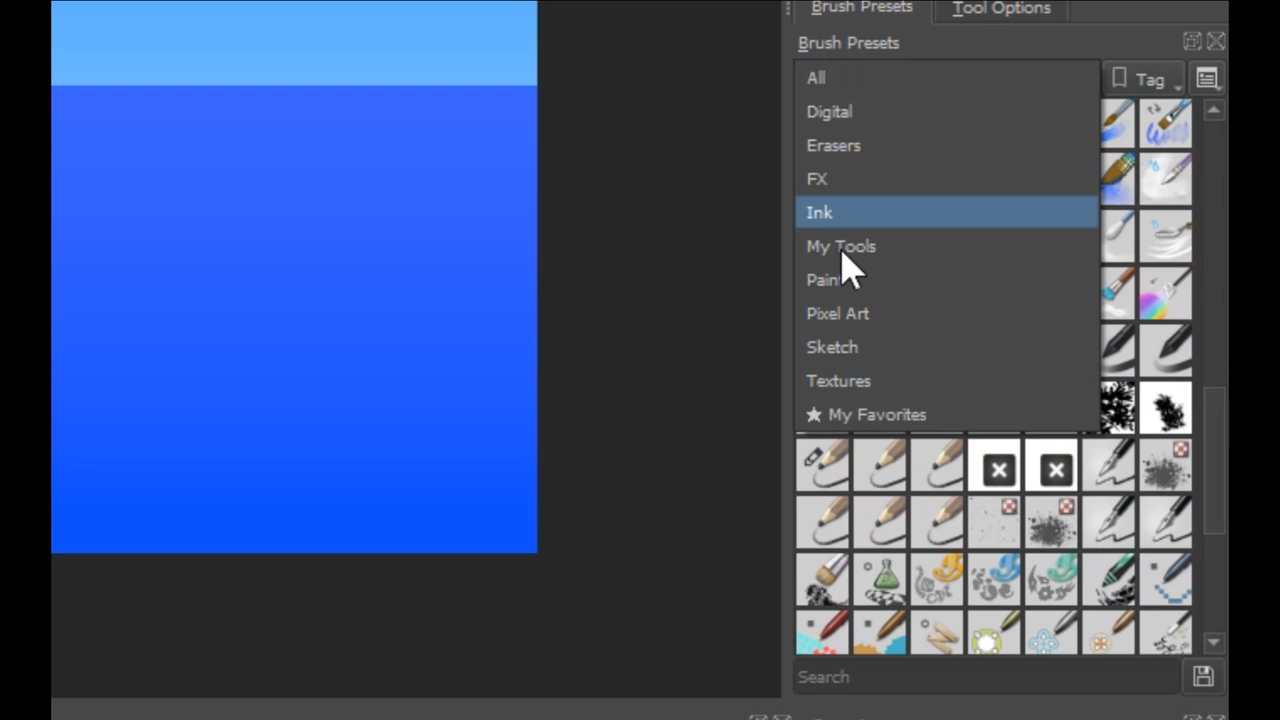 Brush Presets
Tool Options
Brush Presets
All
Tag
Digital
Erasers
FX
Ink
My Tools
Paint
Pixel Art
Sketch
Textures
My Favorites
Search